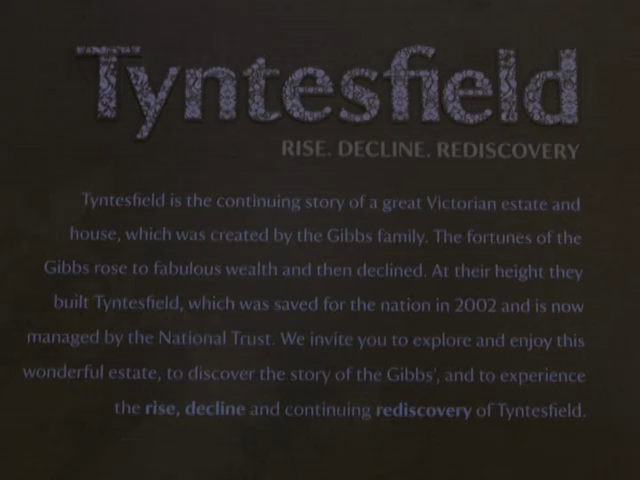 Tyntesfield
RISE. DECLINE. REDISCOVERY
Tyntesfield is the continuing story of a great Victorian estate and
house, which was created by the Gibbs family. The fortunes of the
Gibbs rose to fabulous wealth and then declined. At their height they
built Tyntesfield, which was saved for the nation in 2002 and is now
managed by the National Trust. We invite you to explore and enjoy this
wonderful estate, to discover the story of the Gibbs', and to experience
the rise, decline and continuing rediscovery of Tyntesfield.